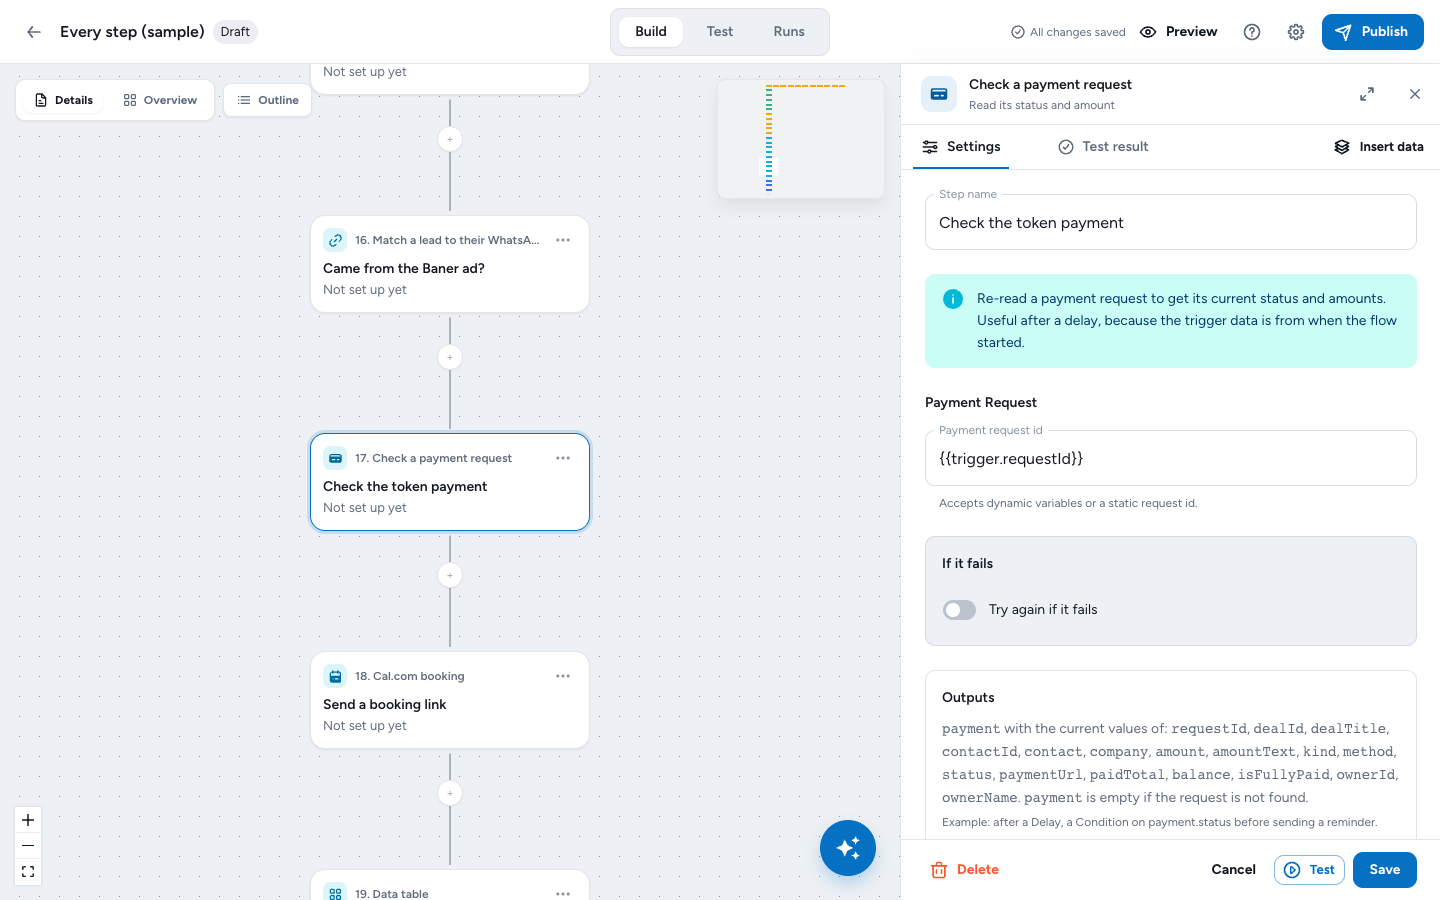 Every step (sample)
Draft
Build
Test
Runs
All changes saved
Preview
Publish
Details
Overview
Outline
Not set up yet
16. Match a lead to their WhatsA...
Came from the Baner ad?
Not set up yet
17. Check a payment request
Check the token payment
Not set up yet
18. Cal.com booking
Send a booking link
Not set up yet
19. Data table
Check a payment request
Read its status and amount
Settings
Test result
Insert data
Step name
Check the token payment
Re-read a payment request to get its current status and amounts.
Useful after a delay, because the trigger data is from when the flow
started.
Payment Request
Payment request id
{{trigger.requestId}}
Accepts dynamic variables or a static request id.
If it fails
Try again if it fails
Outputs
payment with the current values of: requestId, dealId, dealTitle,
contactId, contact, company, amount, amountText, kind, method,
status, paymentUrl, paidTotal, balance, isFullyPaid, ownerId,
ownerName. payment is empty if the request is not found.
Example: after a Delay, a Condition on payment.status before sending a reminder.
Delete
Cancel
Test
Save